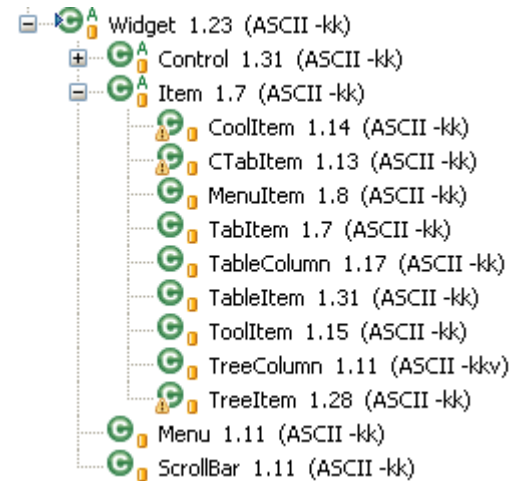 Widget 1.23 (ASCII -kk)
Control 1.31 (ASCII -kk)
Item 1.7 (ASCII -kk)
CoolItem 1.14 (ASCII -kk)
CTabItem 1.13 (ASCII -kk)
MenuItem 1.8 (ASCII -kk)
TabItem 1.7 (ASCII -kk)
TableColumn 1.17 (ASCII -kk)
TableItem 1.31 (ASCII -kk)
ToolItem 1.15 (ASCII -kk)
TreeColumn 1.11 (ASCII -kkv)
TreeItem 1.28 (ASCII -kk)
Menu 1.11 (ASCII -kk)
ScrollBar 1.11 (ASCII -kk)